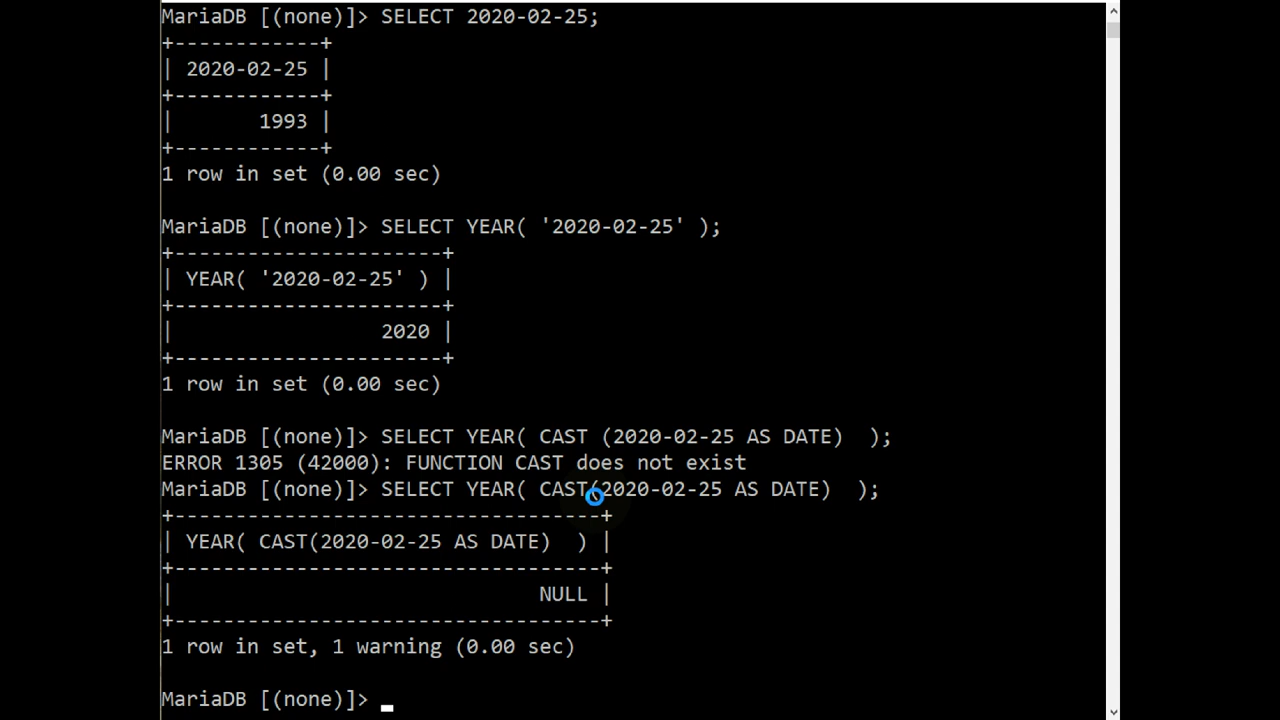 MariaDB [(none)]> SELECT 2020-02-25;
+------------+
| 2020-02-25 |
+------------+
|       1993 |
+------------+
1 row in set (0.00 sec)
MariaDB [(none)]> SELECT YEAR( '2020-02-25' );
+----------------------+
| YEAR( '2020-02-25' ) |
+----------------------+
|                 2020 |
+----------------------+
1 row in set (0.00 sec)
MariaDB [(none)]> SELECT YEAR( CAST (2020-02-25 AS DATE)  );
ERROR 1305 (42000): FUNCTION CAST does not exist
MariaDB [(none)]> SELECT YEAR( CAST(2020-02-25 AS DATE)  );
+-----------------------------------+
| YEAR( CAST(2020-02-25 AS DATE)  ) |
+-----------------------------------+
|                              NULL |
+-----------------------------------+
1 row in set, 1 warning (0.00 sec)
MariaDB [(none)]>